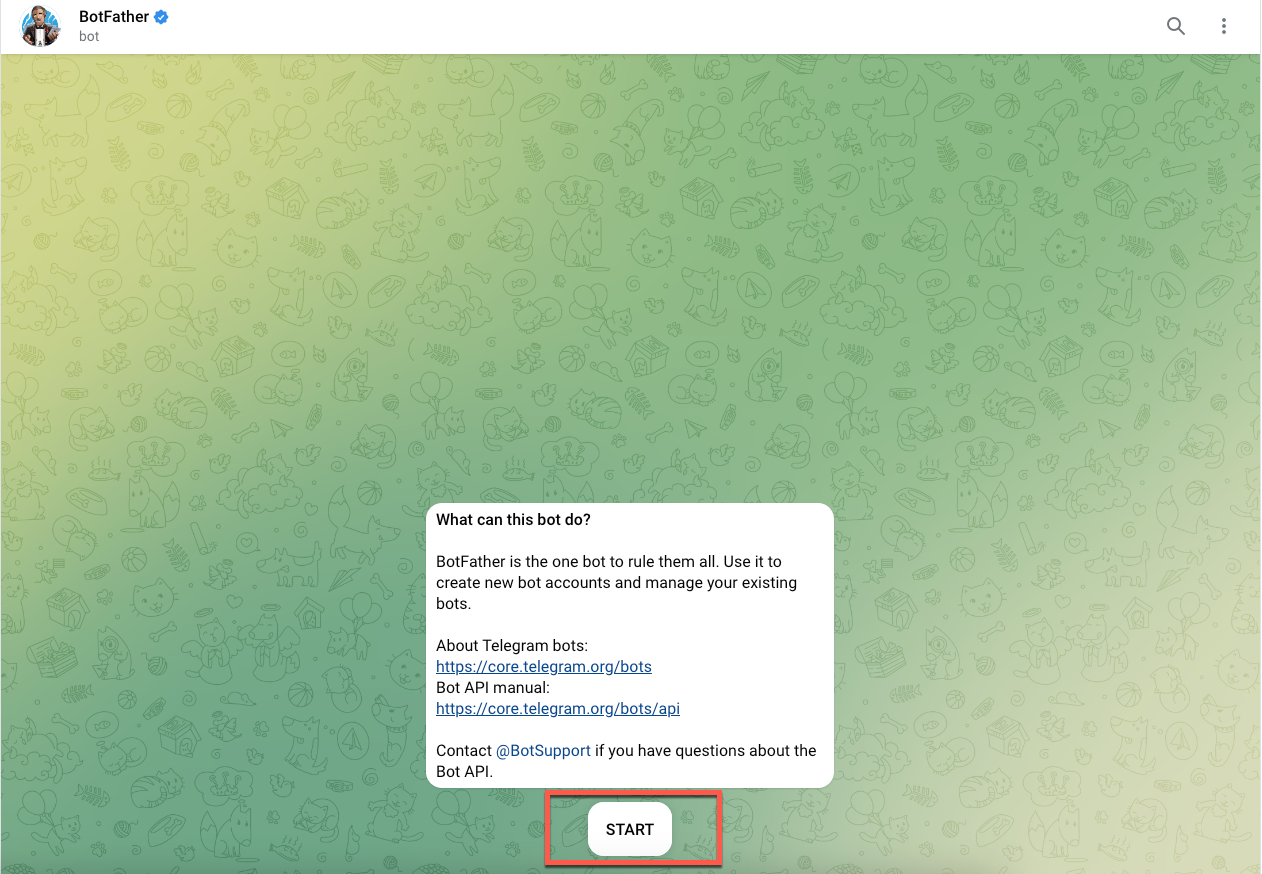 BotFather
bot
What can this bot do?
BotFather is the one bot to rule them all. Use it to
create new bot accounts and manage your existing
bots.
About Telegram bots:
https://core.telegram.org/bots
Bot API manual:
https://core.telegram.org/bots/api
Contact @BotSupport if you have questions about the
Bot API.
START